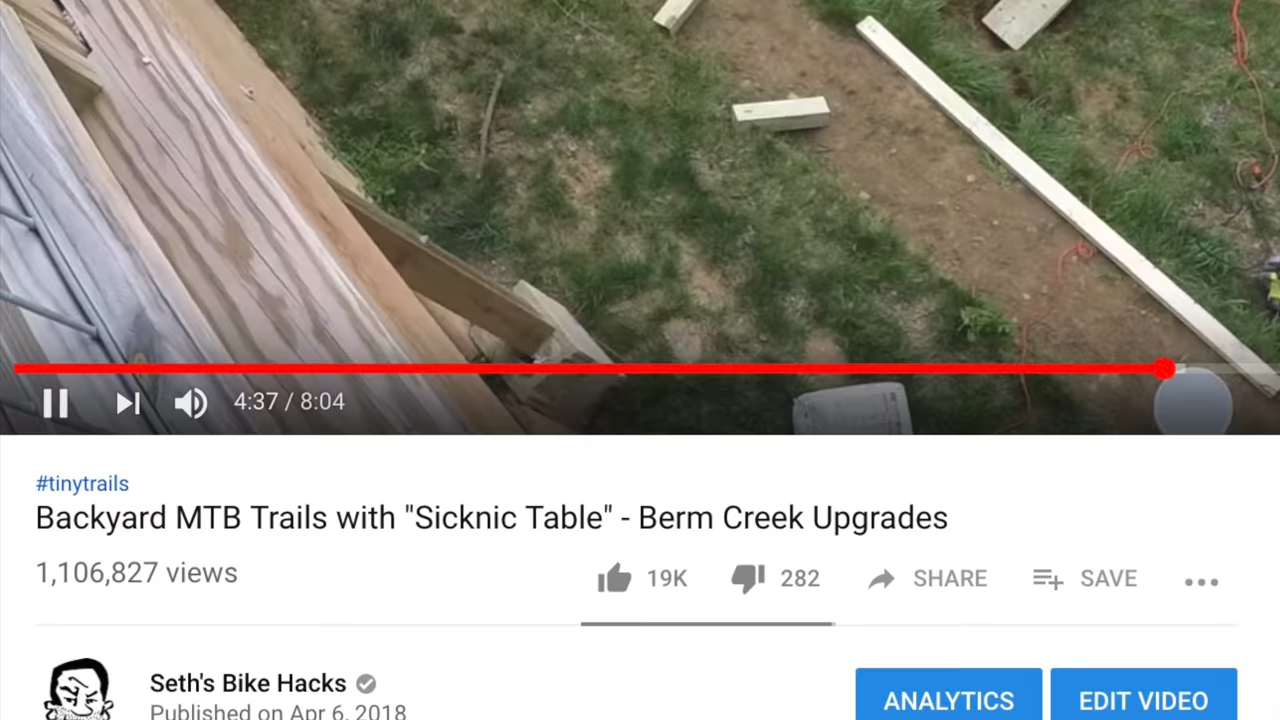 4:37 / 8:04
#tinytrails
Backyard MTB Trails with "Sicknic Table" - Berm Creek Upgrades
1,106,827 views
19K
282
SHARE
SAVE
Seth's Bike Hacks
Published on Apr 6, 2018
ANALYTICS
EDIT VIDEO